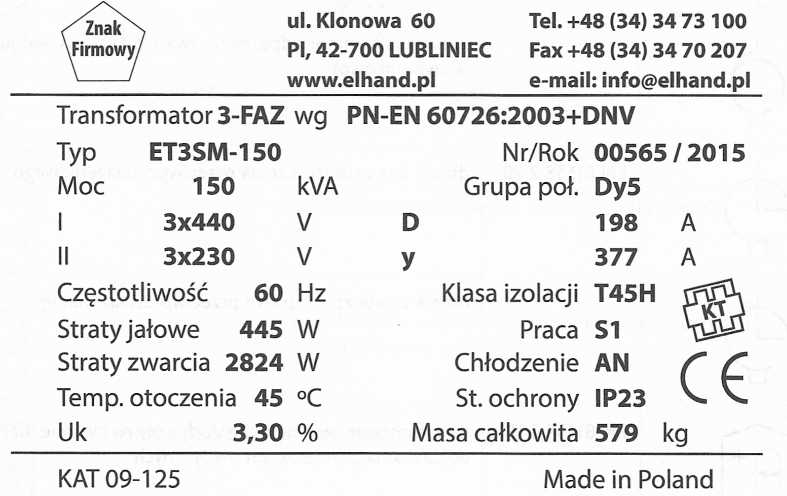 Znak
Firmowy
ul. Klonowa 60 Tel. +48 (34) 34 73 100
Pl, 42-700 LUBLINIEC Fax +48 (34) 34 70 207
www.elhand.pl e-mail: info@elhand.pl
Transformator 3-FAZ wg PN-EN 60726:2003+DNV
Typ ET3SM-150 Nr/Rok 00565 / 2015
Moc 150 kVA Grupa poł. Dy5
I 3x440 V D 198 A
II 3x230 V y 377 A
Częstotliwość 60 Hz Klasa izolacji T45H
KT
Straty jałowe 445 W Praca S1
Straty zwarcia 2824 W Chłodzenie AN
CE
Temp. otoczenia 45 ºC St. ochrony IP23
Uk 3,30 % Masa całkowita 579 kg
KAT 09-125 Made in Poland